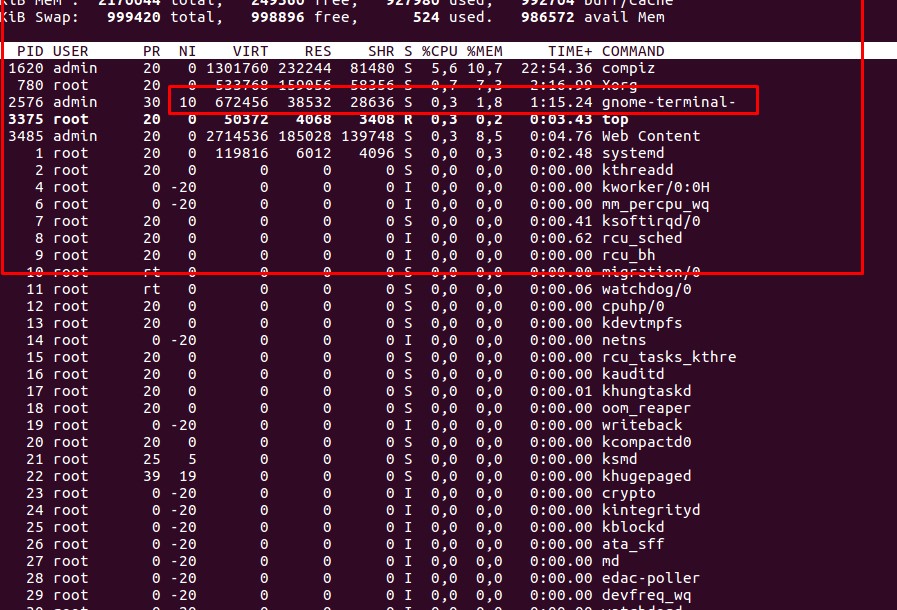 KiB Mem : 2170044 total, 249360 free, 927980 used, 992704 buff/cache
KiB Swap: 999420 total, 998896 free, 524 used. 986572 avail Mem
PID USER PR NI VIRT RES SHR S %CPU %MEM TIME+ COMMAND
1620 admin 20 0 1301760 232244 81480 S 5,6 10,7 22:54.36 compiz
780 root 20 0 533768 159056 58356 S 0,7 7,3 2:16.99 Xorg
2576 admin 30 10 672456 38532 28636 S 0,3 1,8 1:15.24 gnome-terminal-
3375 root 20 0 50372 4068 3408 R 0,3 0,2 0:03.43 top
3485 admin 20 0 2714536 185028 139748 S 0,3 8,5 0:04.76 Web Content
1 root 20 0 119816 6012 4096 S 0,0 0,3 0:02.48 systemd
2 root 20 0 0 0 0 S 0,0 0,0 0:00.00 kthreadd
4 root 0 -20 0 0 0 I 0,0 0,0 0:00.00 kworker/0:0H
6 root 0 -20 0 0 0 I 0,0 0,0 0:00.00 mm_percpu_wq
7 root 20 0 0 0 0 S 0,0 0,0 0:00.41 ksoftirqd/0
8 root 20 0 0 0 0 I 0,0 0,0 0:00.62 rcu_sched
9 root 20 0 0 0 0 I 0,0 0,0 0:00.00 rcu_bh
10 root rt 0 0 0 0 S 0,0 0,0 0:00.00 migration/0
11 root rt 0 0 0 0 S 0,0 0,0 0:00.06 watchdog/0
12 root 20 0 0 0 0 S 0,0 0,0 0:00.00 cpuhp/0
13 root 20 0 0 0 0 S 0,0 0,0 0:00.00 kdevtmpfs
14 root 0 -20 0 0 0 I 0,0 0,0 0:00.00 netns
15 root 20 0 0 0 0 S 0,0 0,0 0:00.00 rcu_tasks_kthre
16 root 20 0 0 0 0 S 0,0 0,0 0:00.00 kauditd
17 root 20 0 0 0 0 S 0,0 0,0 0:00.01 khungtaskd
18 root 20 0 0 0 0 S 0,0 0,0 0:00.00 oom_reaper
19 root 0 -20 0 0 0 I 0,0 0,0 0:00.00 writeback
20 root 20 0 0 0 0 S 0,0 0,0 0:00.00 kcompactd0
21 root 25 5 0 0 0 S 0,0 0,0 0:00.00 ksmd
22 root 39 19 0 0 0 S 0,0 0,0 0:00.00 khugepaged
23 root 0 -20 0 0 0 I 0,0 0,0 0:00.00 crypto
24 root 0 -20 0 0 0 I 0,0 0,0 0:00.00 kintegrityd
25 root 0 -20 0 0 0 I 0,0 0,0 0:00.00 kblockd
26 root 0 -20 0 0 0 I 0,0 0,0 0:00.00 ata_sff
27 root 0 -20 0 0 0 I 0,0 0,0 0:00.00 md
28 root 0 -20 0 0 0 I 0,0 0,0 0:00.00 edac-poller
29 root 0 -20 0 0 0 I 0,0 0,0 0:00.00 devfreq_wq